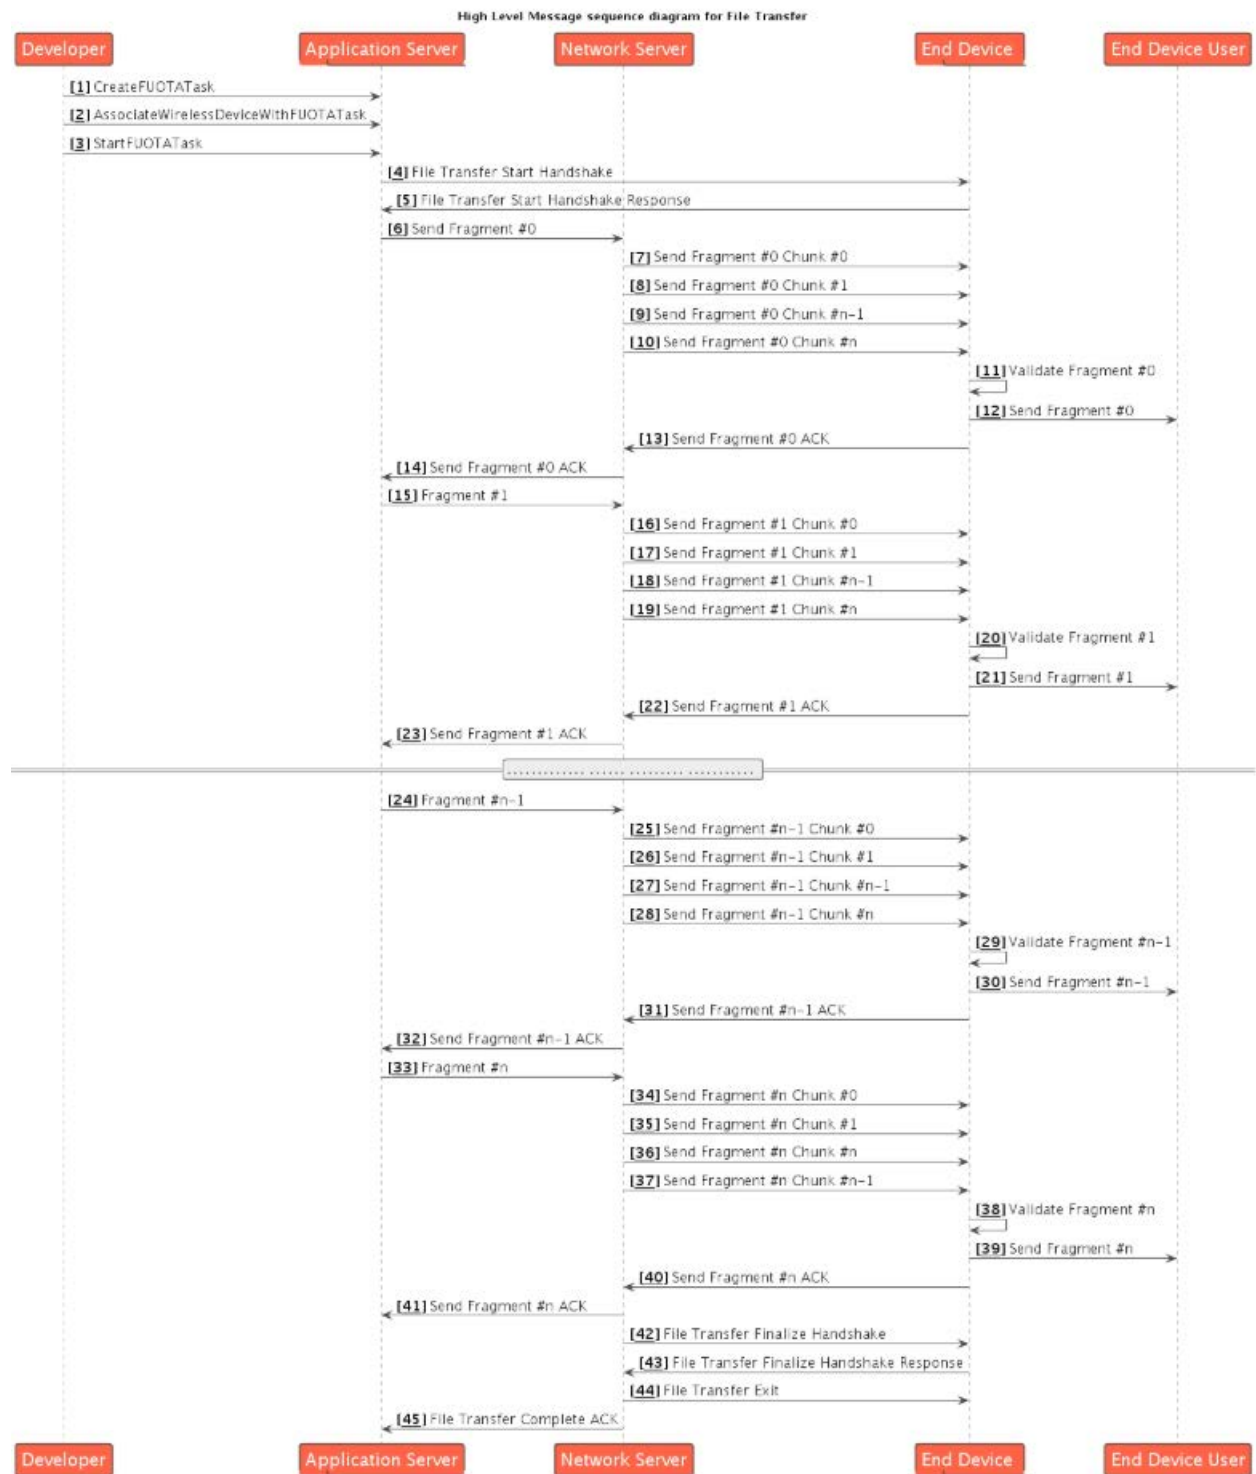 High Level Message sequence diagram for File Transfer
Developer Application Server Network Server End Device End Device User
[1] CreateFUOTATask
[2] AssociateWirelessDeviceWithFUOTATask
[3] StartFUOTATask
[4] File Transfer Start Handshake
[5] File Transfer Start Handshake Response
[6] Send Fragment #0
[7] Send Fragment #0 Chunk #0
[8] Send Fragment #0 Chunk #1
[9] Send Fragment #0 Chunk #n-1
[10] Send Fragment #0 Chunk #n
[11] Validate Fragment #0
[12] Send Fragment #0
[13] Send Fragment #0 ACK
[14] Send Fragment #0 ACK
[15] Fragment #1
[16] Send Fragment #1 Chunk #0
[17] Send Fragment #1 Chunk #1
[18] Send Fragment #1 Chunk #n-1
[19] Send Fragment #1 Chunk #n
[20] Validate Fragment #1
[21] Send Fragment #1
[22] Send Fragment #1 ACK
[23] Send Fragment #1 ACK
............. ...... ......... ...........
[24] Fragment #n-1
[25] Send Fragment #n-1 Chunk #0
[26] Send Fragment #n-1 Chunk #1
[27] Send Fragment #n-1 Chunk #n-1
[28] Send Fragment #n-1 Chunk #n
[29] Validate Fragment #n-1
[30] Send Fragment #n-1
[31] Send Fragment #n-1 ACK
[32] Send Fragment #n-1 ACK
[33] Fragment #n
[34] Send Fragment #n Chunk #0
[35] Send Fragment #n Chunk #1
[36] Send Fragment #n Chunk #n
[37] Send Fragment #n Chunk #n-1
[38] Validate Fragment #n
[39] Send Fragment #n
[40] Send Fragment #n ACK
[41] Send Fragment #n ACK
[42] File Transfer Finalize Handshake
[43] File Transfer Finalize Handshake Response
[44] File Transfer Exit
[45] File Transfer Complete ACK
Developer Application Server Network Server End Device End Device User